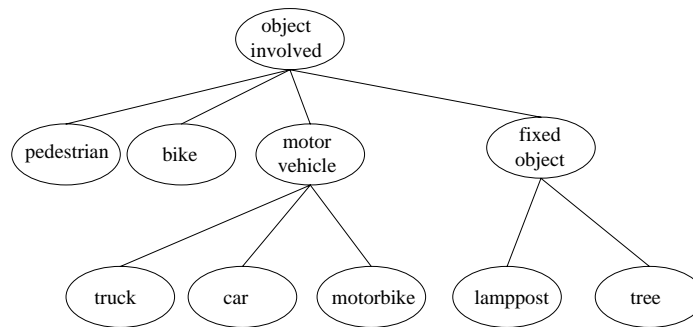 object
involved
pedestrian
bike
motor
vehicle
fixed
object
truck
car
motorbike
lamppost
tree